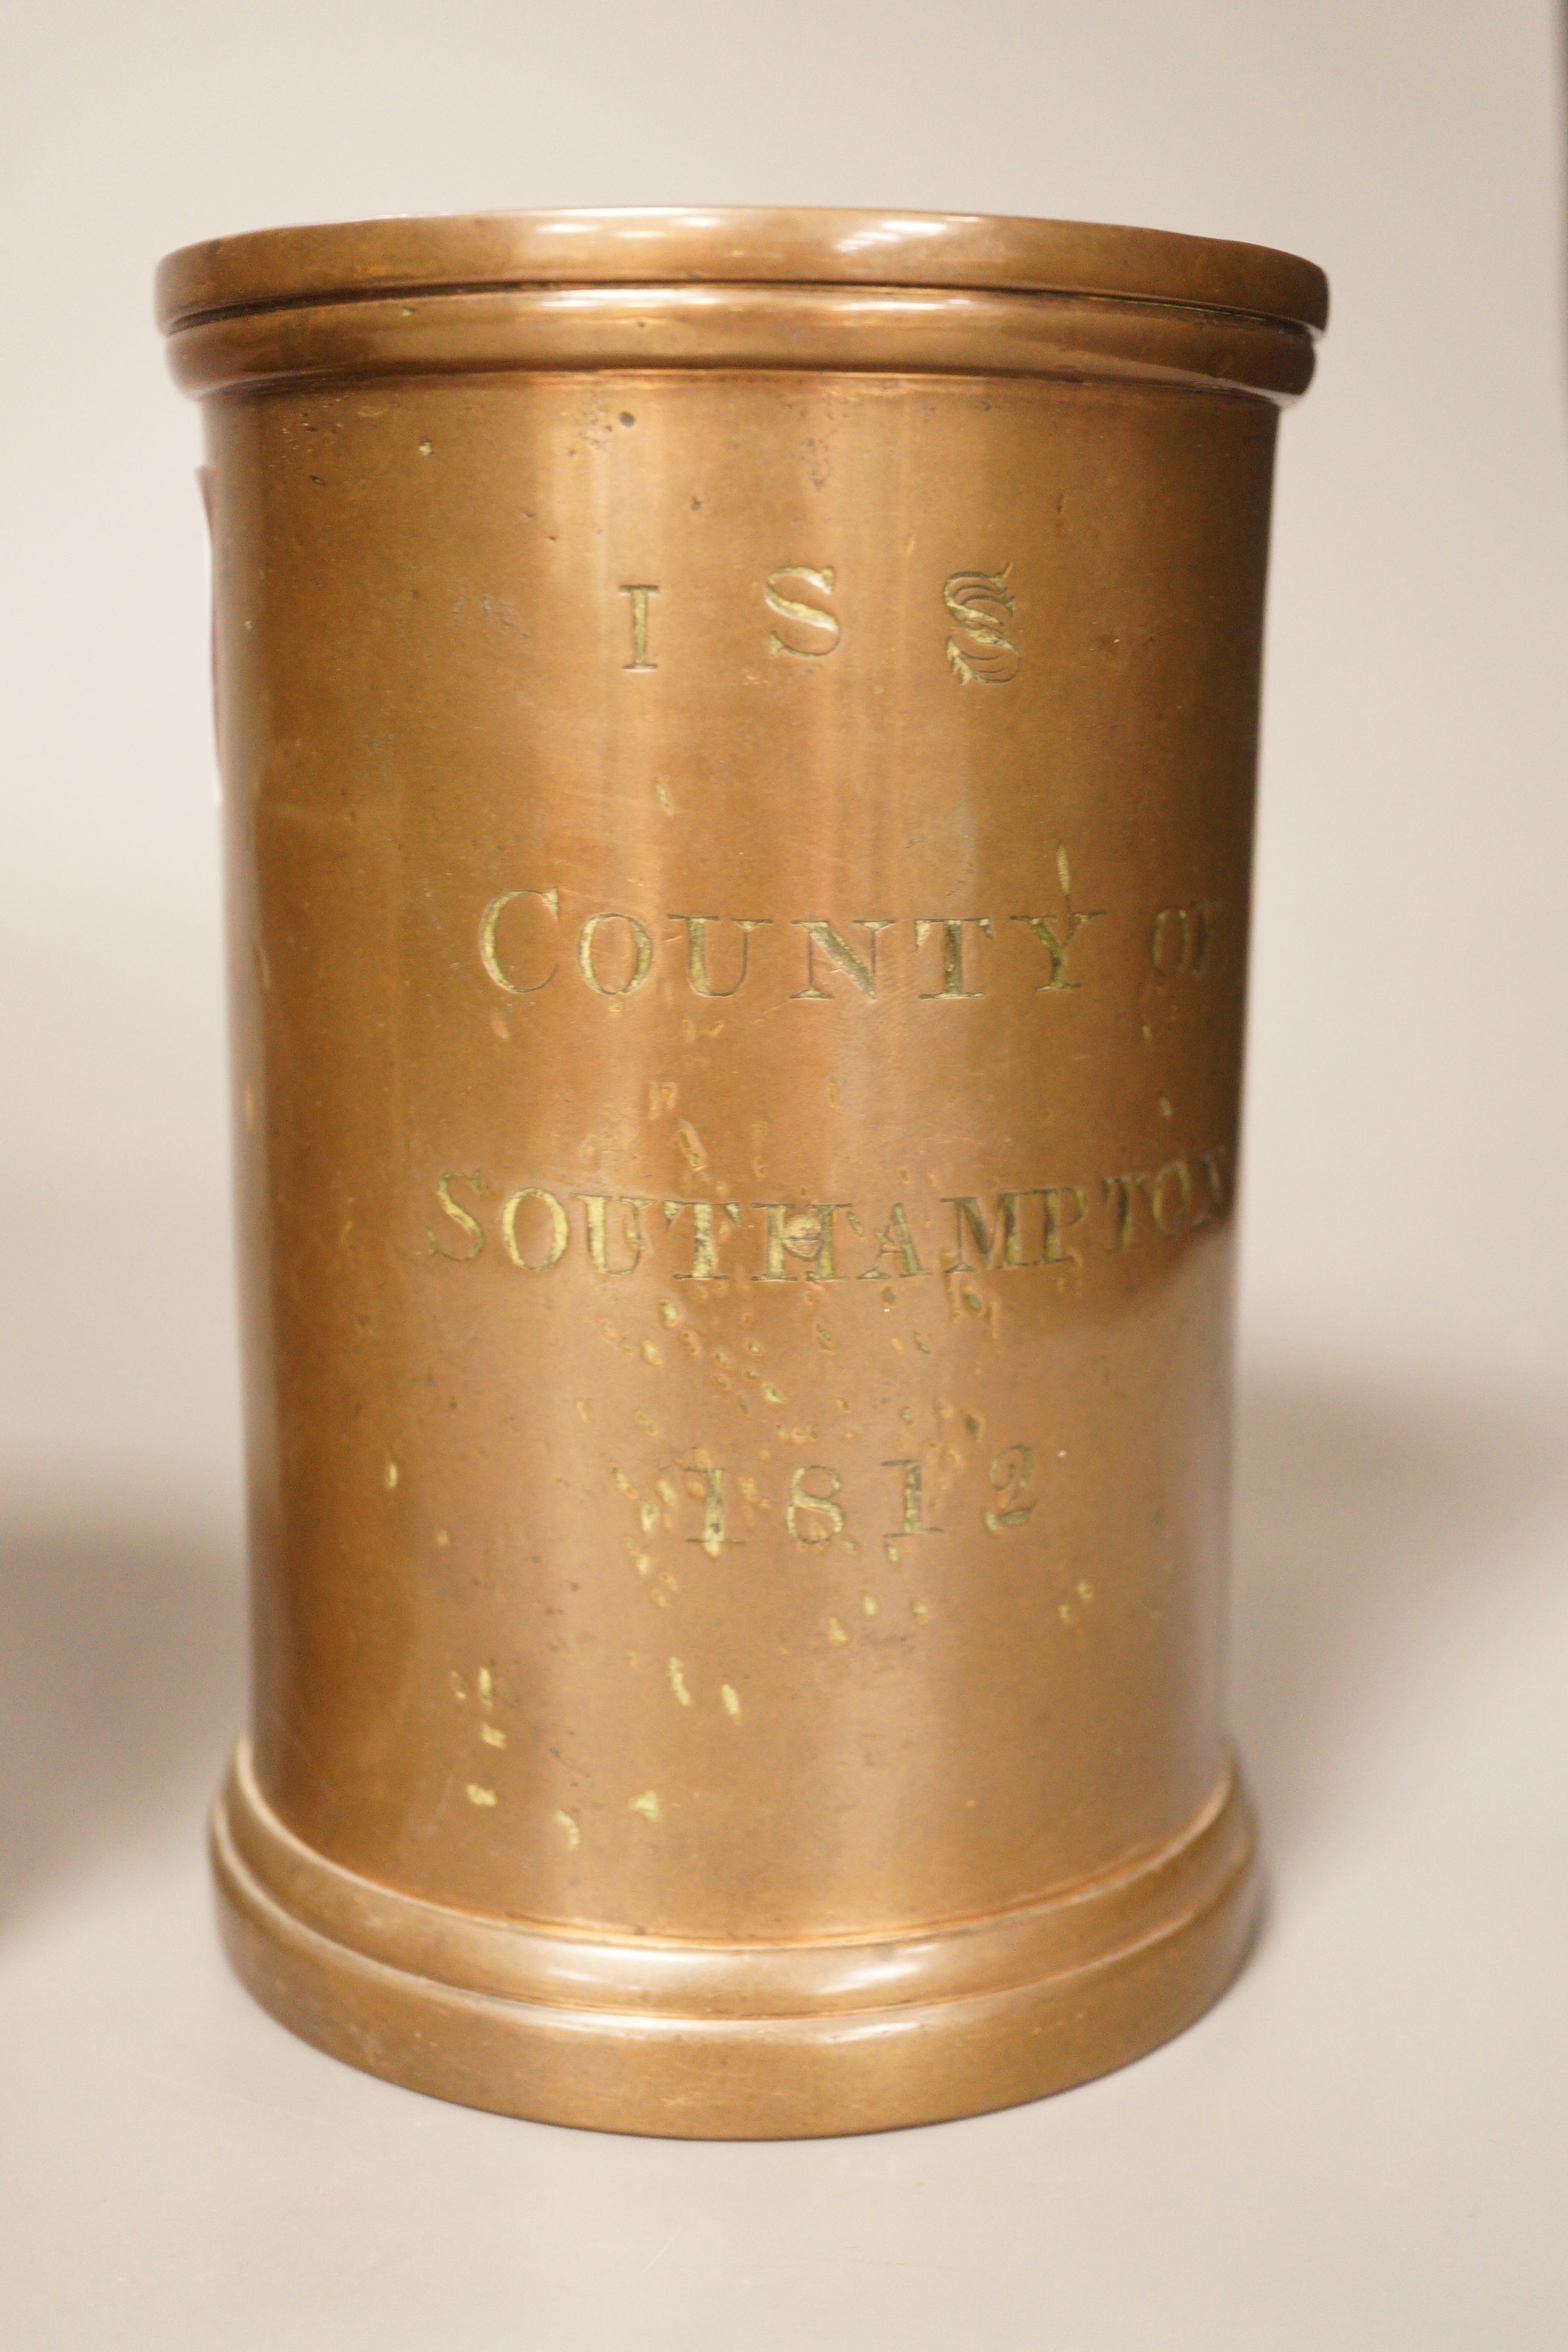 I S S
COUNTY OF
SOUTHAMPTON
1812